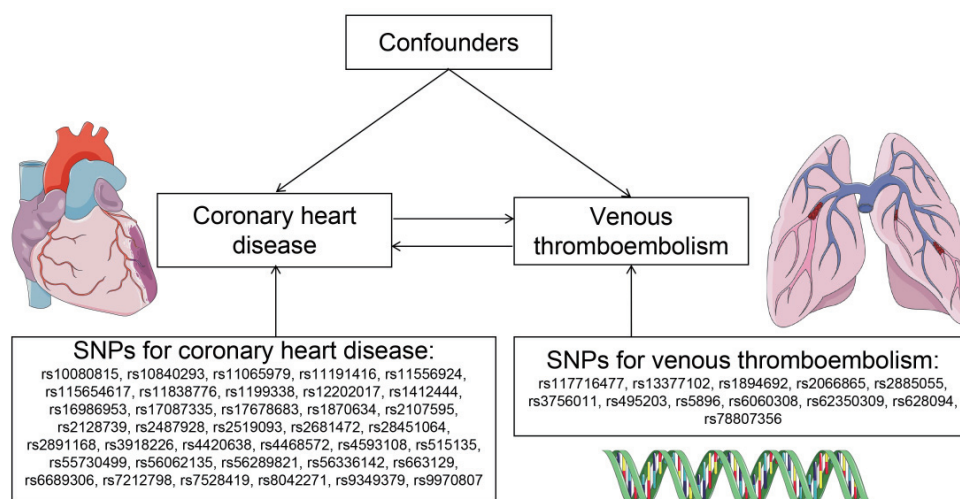 Confounders
Coronary heart
disease
Venous
thromboembolism
SNPs for coronary heart disease:
rs10080815, rs10840293, rs11065979, rs11191416, rs11556924,
rs115654617, rs11838776, rs1199338, rs12202017, rs1412444,
rs16986953, rs17087335, rs17678683, rs1870634, rs2107595,
rs2128739, rs2487928, rs2519093, rs2681472, rs28451064,
rs2891168, rs3918226, rs4420638, rs4468572, rs4593108, rs515135,
rs55730499, rs56062135, rs56289821, rs56336142, rs663129,
rs6689306, rs7212798, rs7528419, rs8042271, rs9349379, rs9970807
SNPs for venous thromboembolism:
rs117716477, rs13377102, rs1894692, rs2066865, rs2885055,
rs3756011, rs495203, rs5896, rs6060308, rs62350309, rs628094,
rs78807356